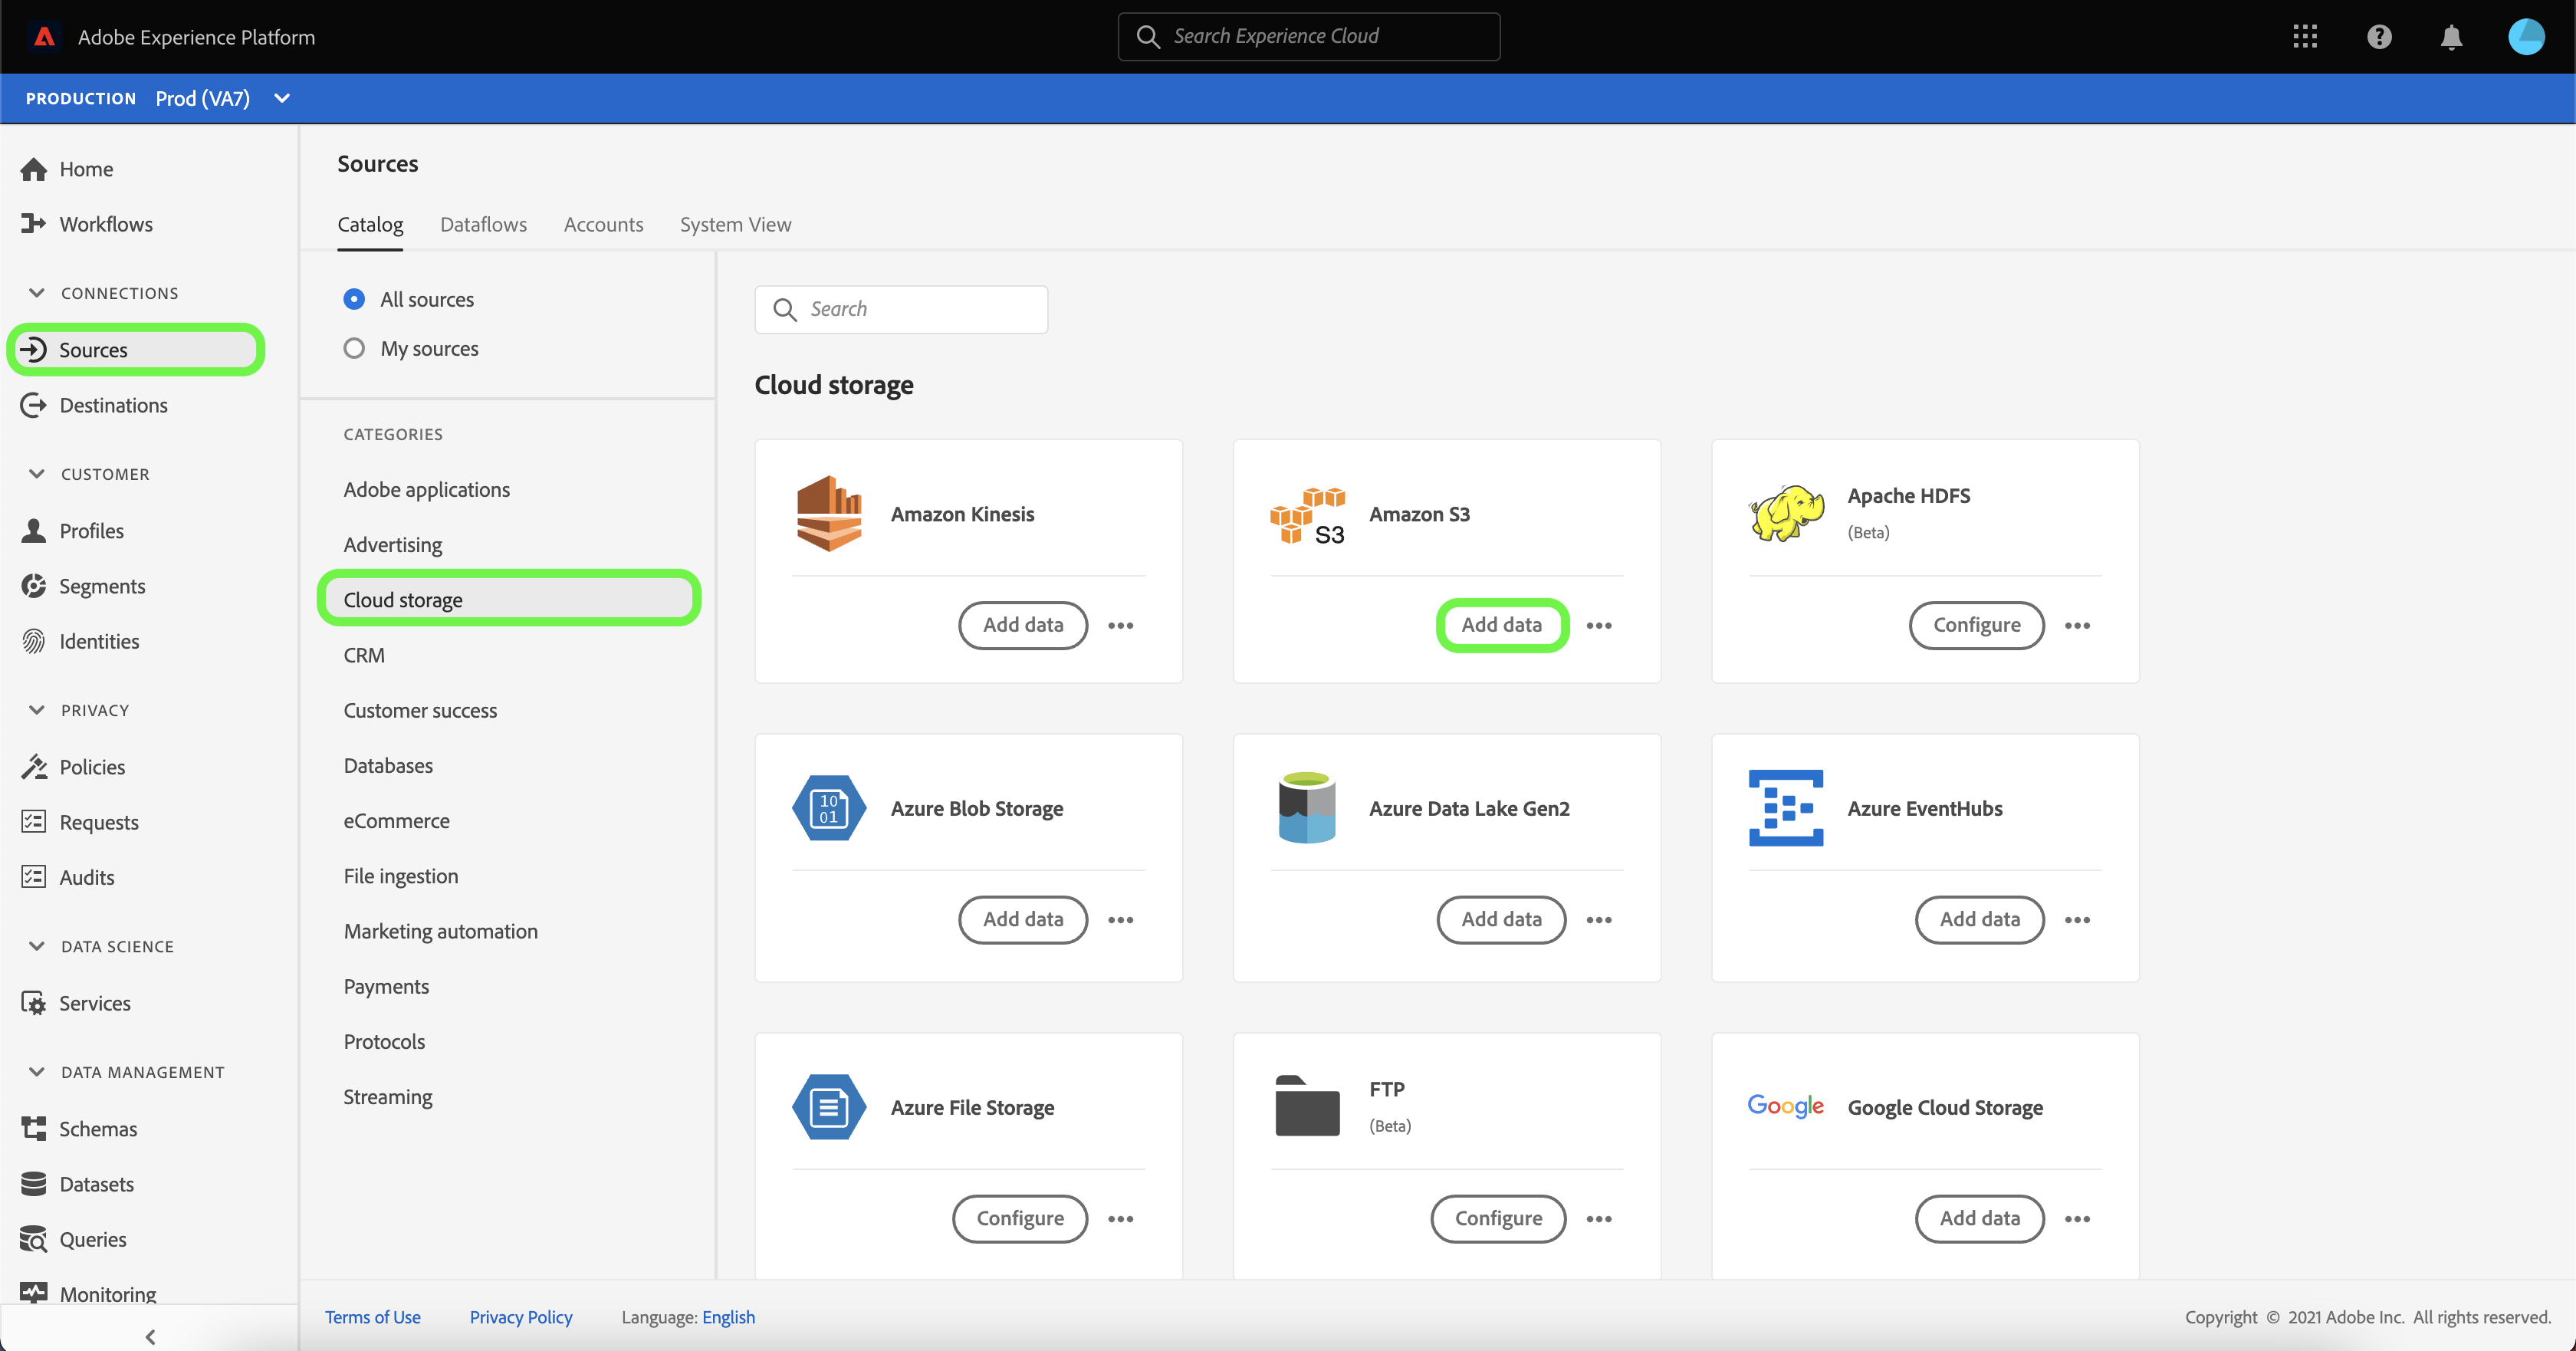 Adobe Experience Platform
Search Experience Cloud
PRODUCTION Prod (VA7)
Home
Workflows
CONNECTIONS
Sources
Destinations
CUSTOMER
Profiles
Segments
Identities
PRIVACY
Policies
Requests
Audits
DATA SCIENCE
Services
DATA MANAGEMENT
Schemas
Datasets
Queries
Monitoring
Sources
Catalog Dataflows Accounts System View
All sources
My sources
CATEGORIES
Adobe applications
Advertising
Cloud storage
CRM
Customer success
Databases
eCommerce
File ingestion
Marketing automation
Payments
Protocols
Streaming
Search
Cloud storage
Amazon Kinesis
Add data
S3
Amazon S3
Add data
Apache HDFS
(Beta)
Configure
10
01
Azure Blob Storage
Add data
Azure Data Lake Gen2
Add data
Azure EventHubs
Add data
Azure File Storage
Configure
FTP
(Beta)
Configure
Google
Google Cloud Storage
Add data
Terms of Use Privacy Policy Language: English
Copyright © 2021 Adobe Inc. All rights reserved.